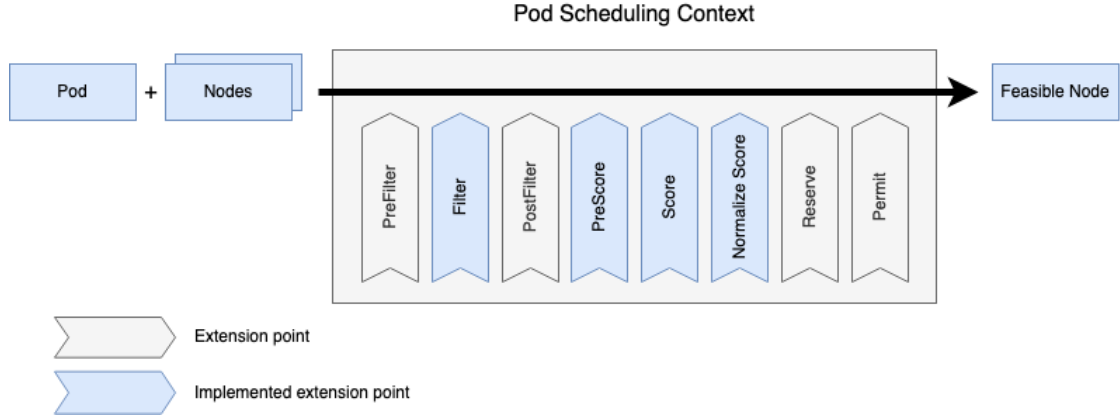 Pod Scheduling Context
Pod
+
Nodes
Feasible Node
PreFilter
Filter
PostFilter
PreScore
Score
Normalize Score
Reserve
Permit
Extension point
Implemented extension point